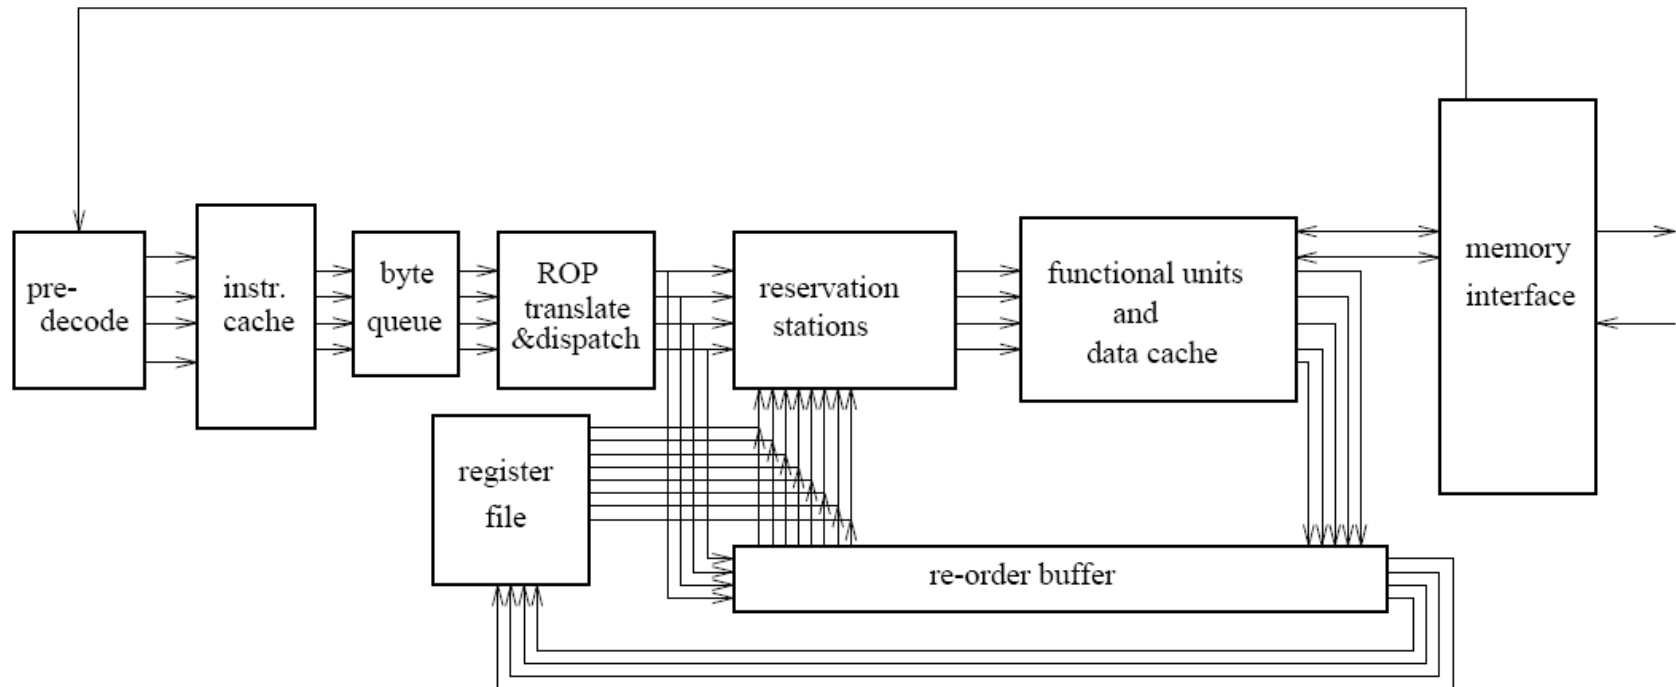 pre-
decode
instr.
cache
byte
queue
ROP
translate
&dispatch
reservation
stations
functional units
and
data cache
memory
interface
register
file
re-order buffer